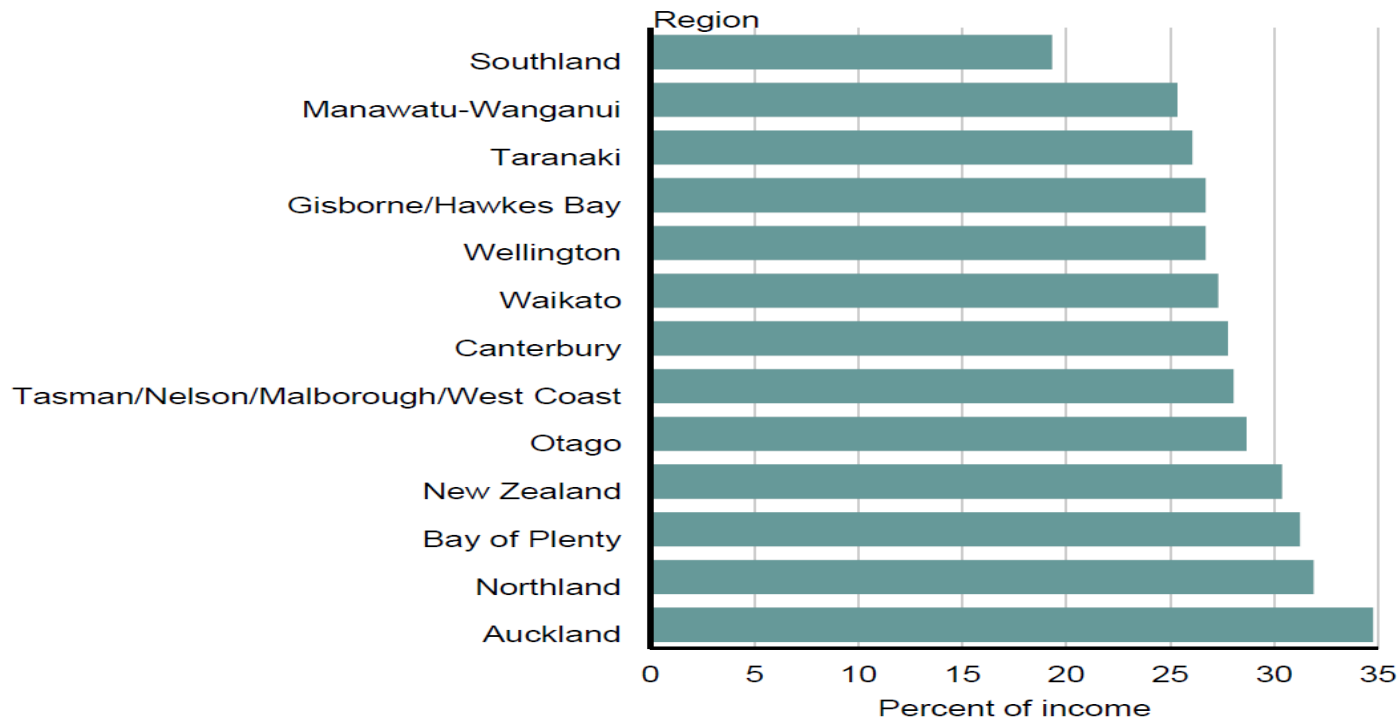 Region
Southland
Manawatu-Wanganui
Taranaki
Gisborne/Hawkes Bay
Wellington
Waikato
Canterbury
Tasman/Nelson/Malborough/West Coast
Otago
New Zealand
Bay of Plenty
Northland
Auckland
0 5 10 15 20 25 30 35
Percent of income